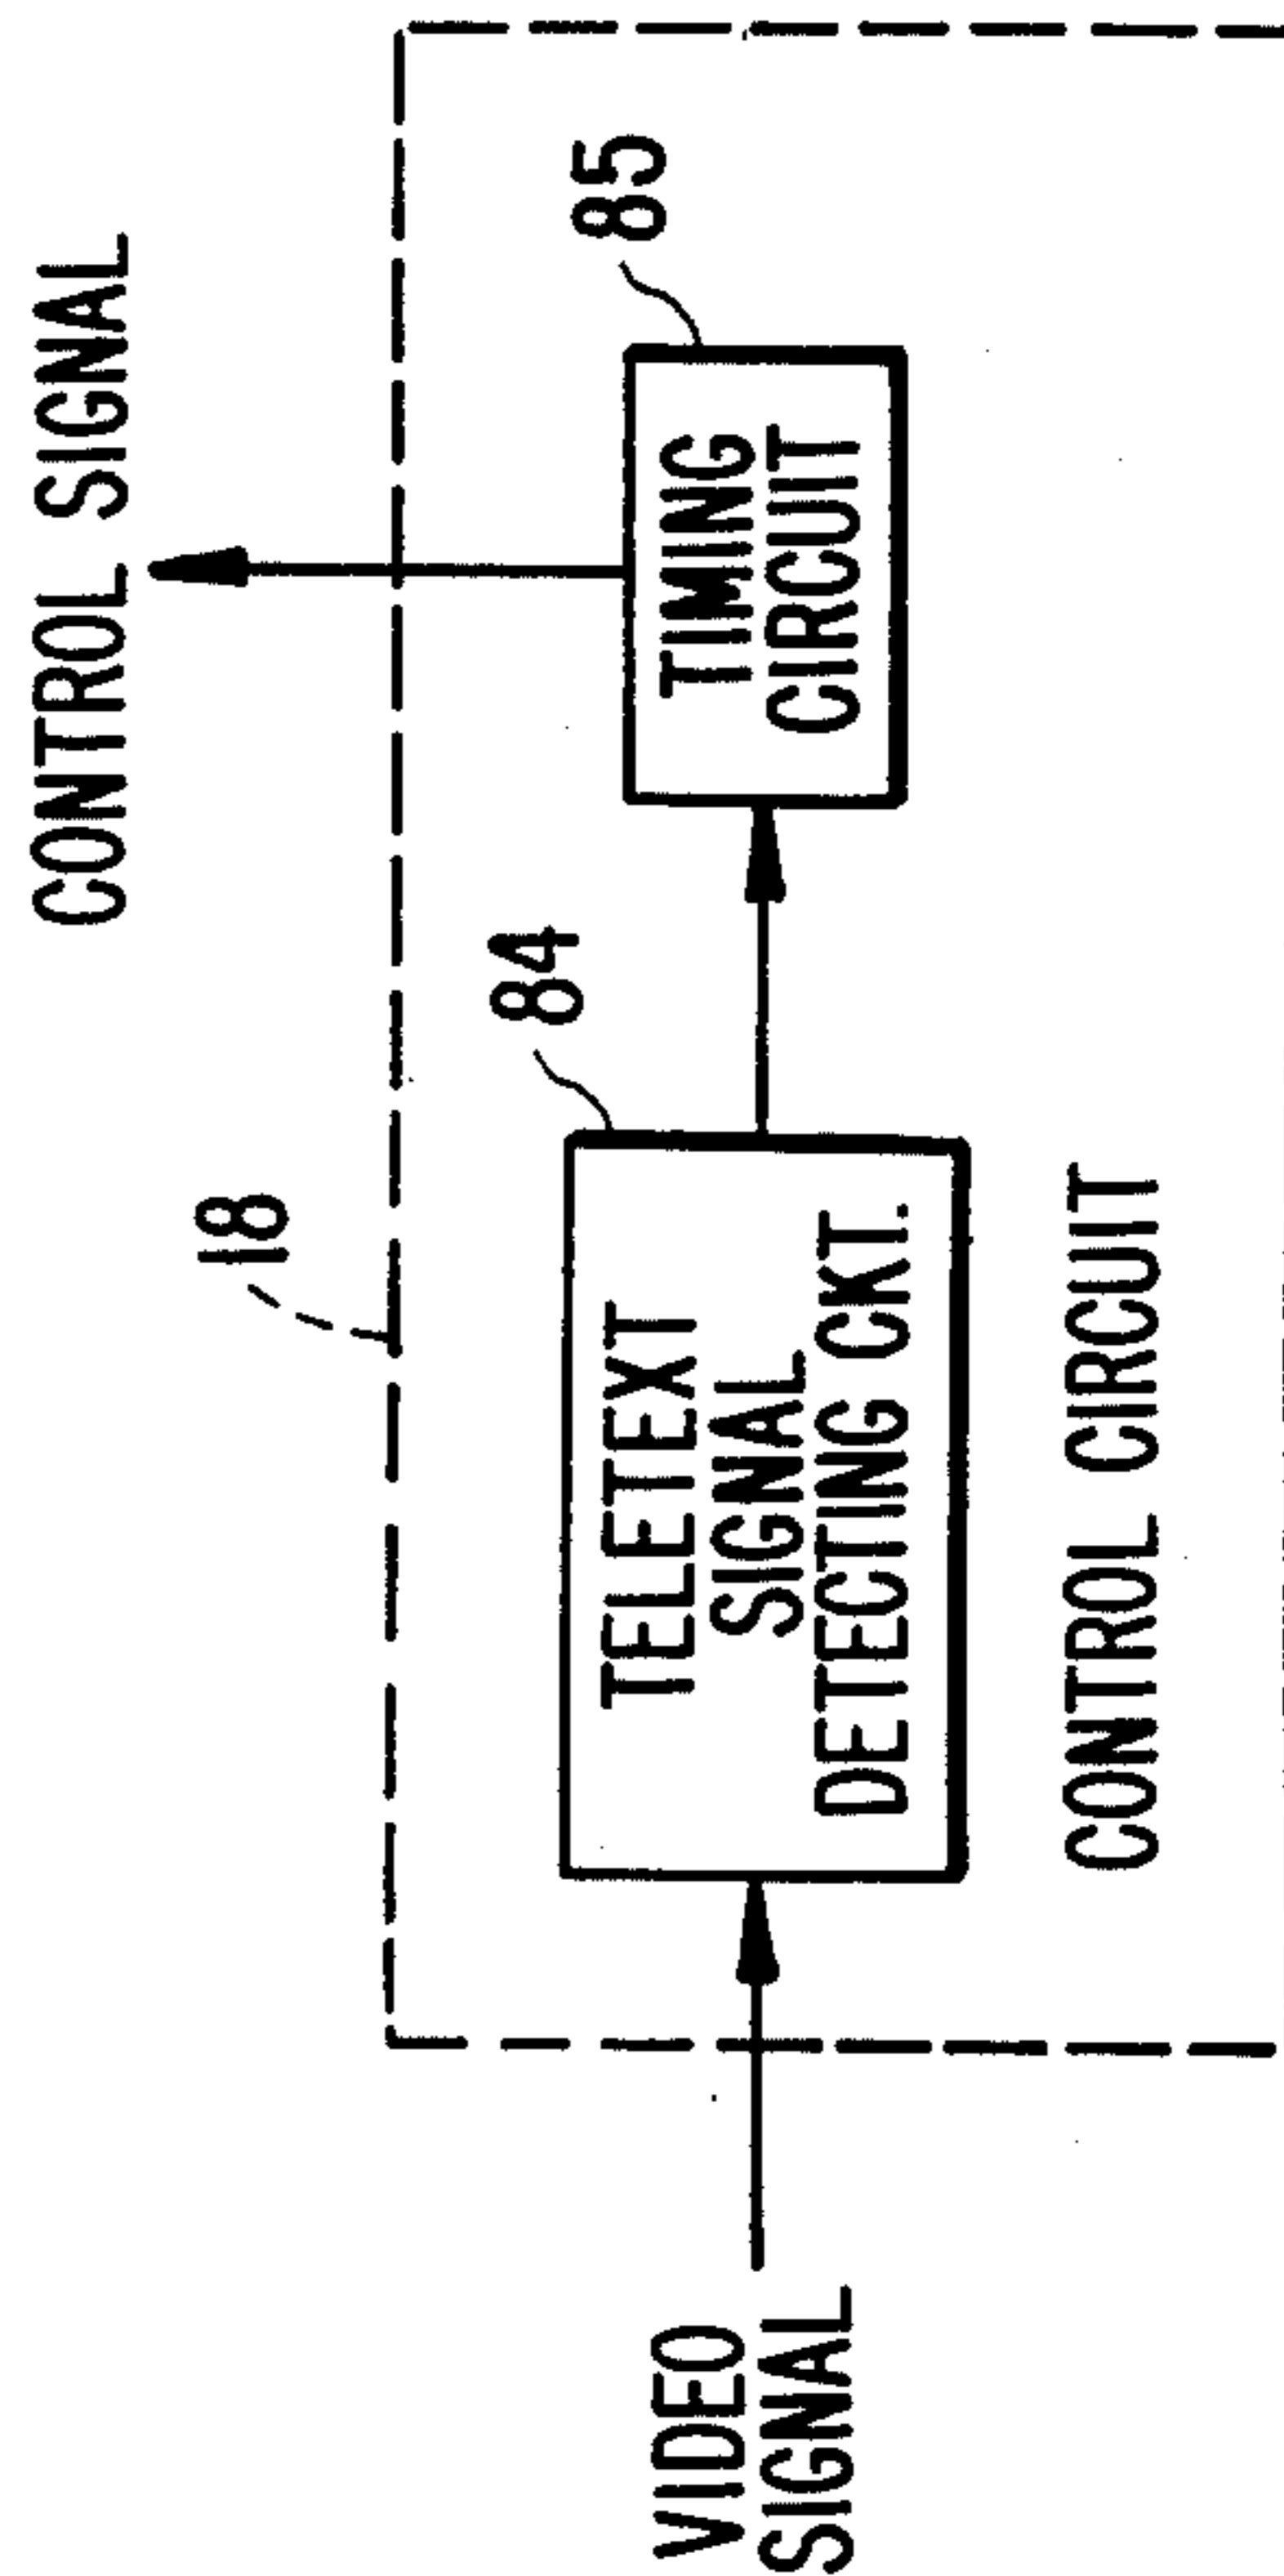 CONTROL SIGNAL
18
84
85
TELETEXT
SIGNAL
DETECTING CKT.
TIMING
CIRCUIT
VIDEO
SIGNAL
CONTROL CIRCUIT